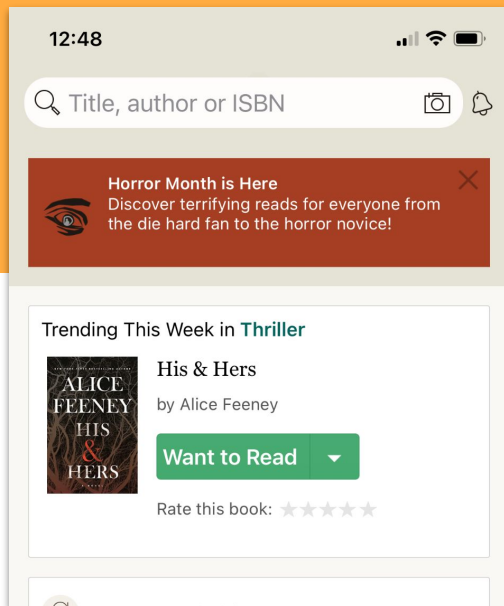 12:48
Title, author or ISBN
Horror Month is Here
Discover terrifying reads for everyone from
the die hard fan to the horror novice!
Trending This Week in Thriller
ALICE
FEENEY
HIS
&
HERS
His & Hers
by Alice Feeney
Want to Read
Rate this book: